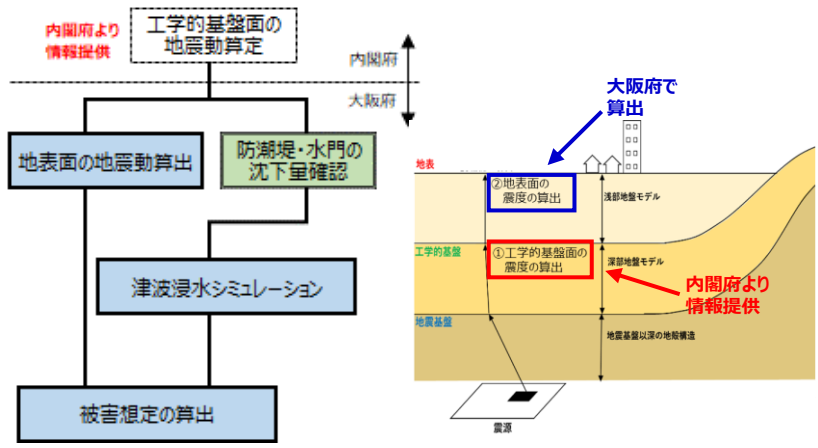 内閣府より
情報提供
工学的基盤面の
地震動算定
内閣府
大阪府
地表面の地震動算出
防潮堤・水門の
沈下量確認
津波浸水シミュレーション
被害想定の算出
大阪府で
算出
地表
②地表面の
震度の算出
浅部地盤モデル
工学的基盤
①工学的基盤面の
震度の算出
深部地盤モデル
内閣府より
情報提供
地震基盤
地震基盤以深の地殻構造
震源